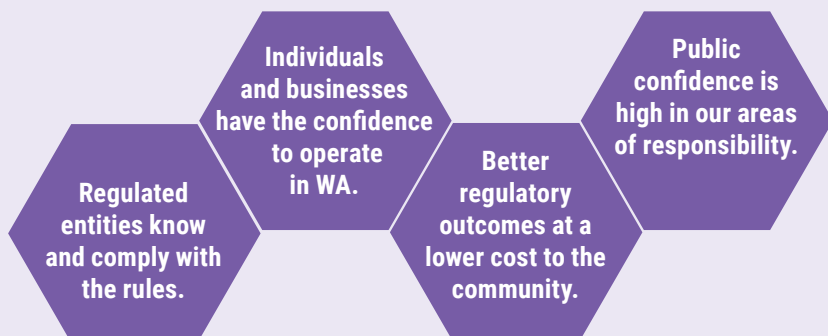 Regulated
entities know
and comply with
the rules.
Individuals
and businesses
have the confidence
to operate
in WA.
Better
regulatory
outcomes at a
lower cost to the
community.
Public
confidence is
high in our areas
of responsibility.